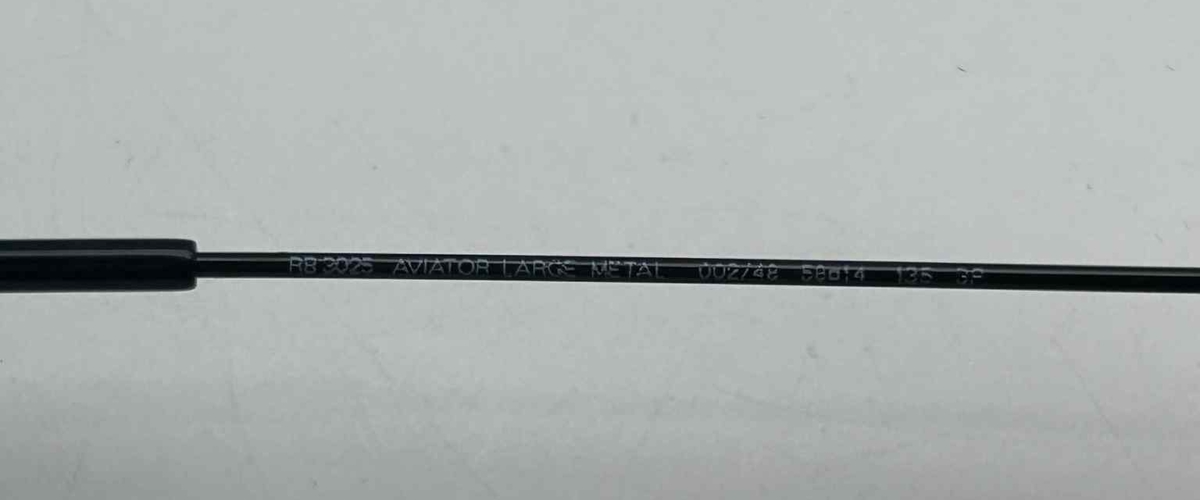 RB 3025 AVIATOR LARGE METAL 002/48 58□14 135 3P